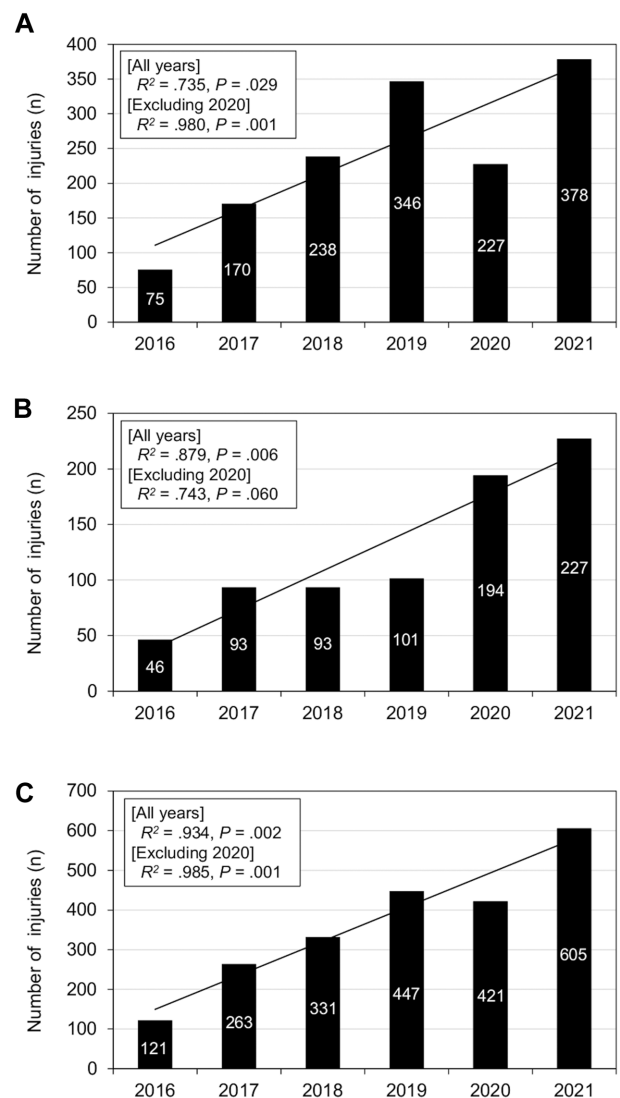 A
Number of injuries (n)
400
350
300
250
200
150
100
50
0
[All years]
R² = .735, P = .029
[Excluding 2020]
R² = .980, P = .001
75
170
238
346
227
378
2016 2017 2018 2019 2020 2021
B
Number of injuries (n)
250
200
150
100
50
0
[All years]
R² = .879, P = .006
[Excluding 2020]
R² = .743, P = .060
46
93
93
101
194
227
2016 2017 2018 2019 2020 2021
C
Number of injuries (n)
700
600
500
400
300
200
100
0
[All years]
R² = .934, P = .002
[Excluding 2020]
R² = .985, P = .001
121
263
331
447
421
605
2016 2017 2018 2019 2020 2021